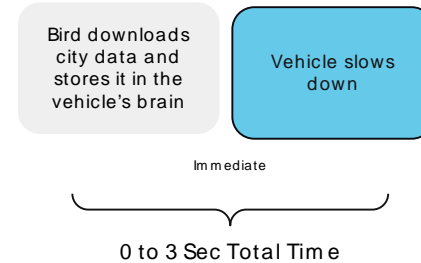 Bird downloads
city data and
stores it in the
vehicle's brain
Vehicle slows
down
Immediate
0 to 3 Sec Total Time